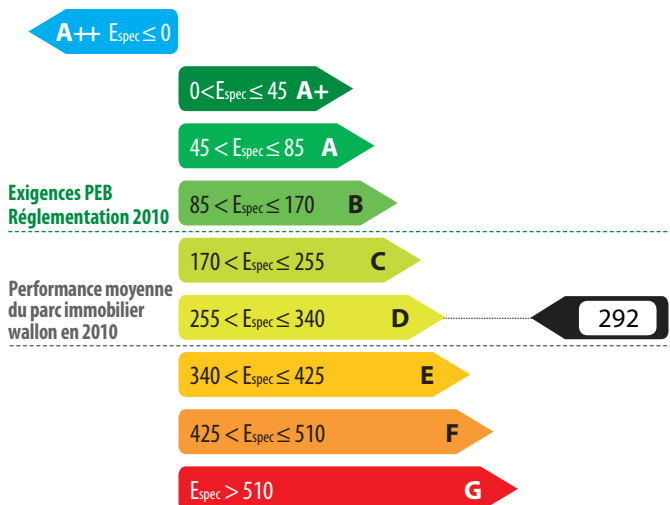 A++ Espec ≤ 0
0 < Espec ≤ 45 A+
45 < Espec ≤ 85 A
Exigences PEB
Réglementation 2010
85 < Espec ≤ 170 B
170 < Espec ≤ 255 C
Performance moyenne
du parc immobilier
wallon en 2010
255 < Espec ≤ 340 D
292
340 < Espec ≤ 425 E
425 < Espec ≤ 510 F
Espec > 510 G